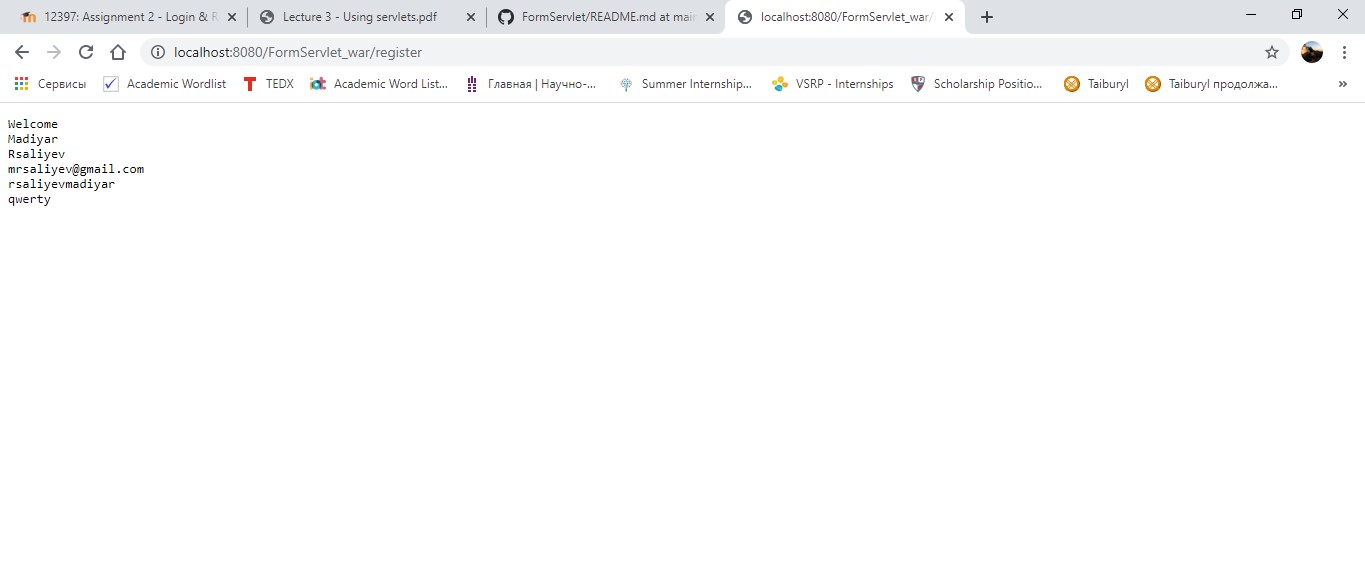 12397: Assignment 2 - Login & R
Lecture 3 - Using servlets.pdf
FormServlet/README.md at main
localhost:8080/FormServlet_war/
localhost:8080/FormServlet_war/register
Сервисы
Academic Wordlist
TEDX
Academic Word List...
Главная | Научно-...
Summer Internship...
VSRP - Internships
Scholarship Positio...
Taiburyl
Taiburyl продолжа...
Welcome
Madiyar
Rsaliyev
mrsaliyev@gmail.com
rsaliyevmadiyar
qwerty